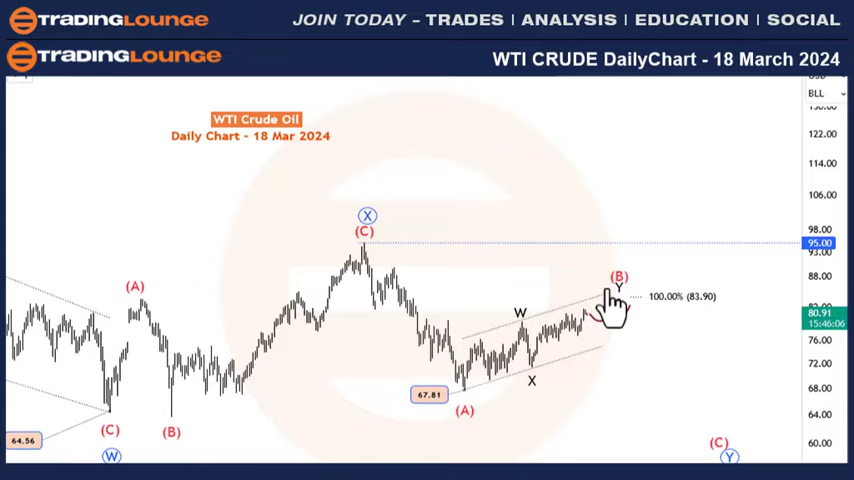 TRADINGLOUNGE
JOIN TODAY – TRADES | ANALYSIS | EDUCATION | SOCIAL
TRADINGLOUNGE
WTI CRUDE DailyChart - 18 March 2024
BLL
WTI Crude Oil
Daily Chart - 18 Mar 2024
122.00
114.00
106.00
X
(C)
98.00
95.00
93.00
(A)
(B)
Y
88.00
100.00% (83.90)
W
80.91
15:46:06
76.00
X
72.00
67.81
68.00
(A)
64.00
64.56
(C)
(B)
60.00
(C)
W
Y